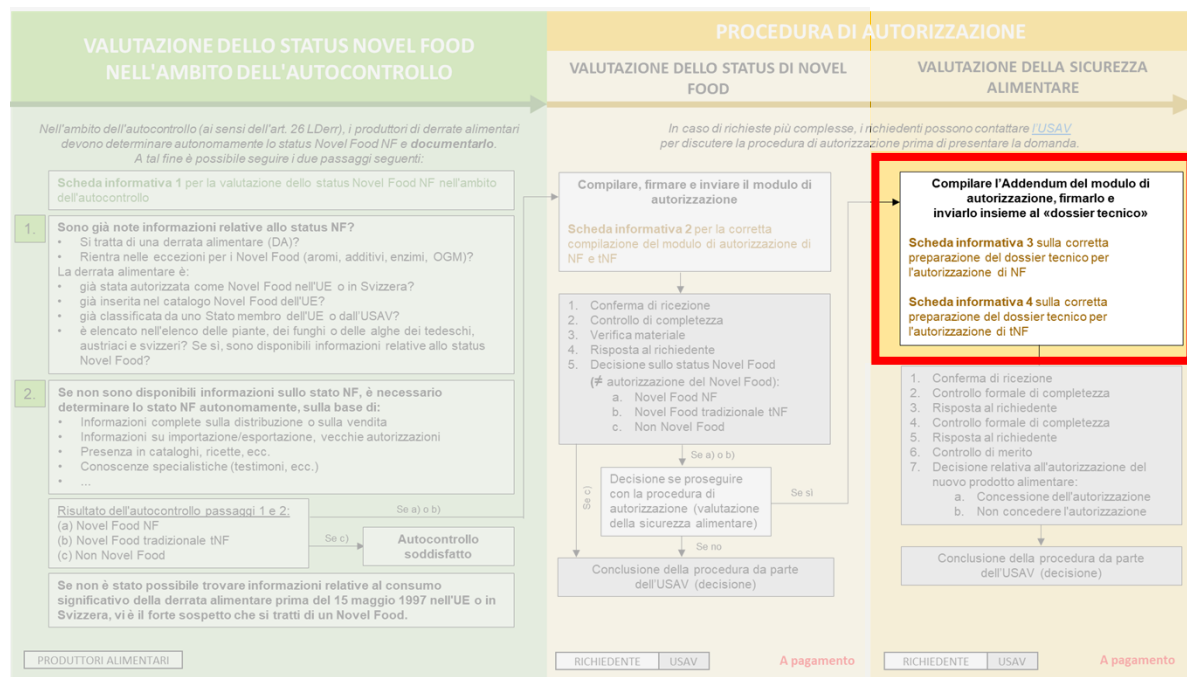 VALUTAZIONE DELLO STATUS NOVEL FOOD
NELL'AMBITO DELL'AUTOCONTROLLO
Nell'ambito dell'autocontrollo (ai sensi dell'art. 26 LDerr), i produttori di derrate alimentari
devono determinare autonomamente lo status Novel Food NF e documentarlo.
A tal fine è possibile seguire i due passaggi seguenti:
Scheda informativa 1 per la valutazione dello status Novel Food NF nell'ambito
dell'autocontrollo
1.
Sono già note informazioni relative allo status NF?
• Si tratta di una derrata alimentare (DA)?
• Rientra nelle eccezioni per i Novel Food (aromi, additivi, enzimi, OGM)?
La derrata alimentare è:
• già stata autorizzata come Novel Food nell'UE o in Svizzera?
• già inserita nel catalogo Novel Food dell'UE?
• già classificata da uno Stato membro dell'UE o dall'USAV?
• è elencato nell'elenco delle piante, dei funghi o delle alghe dei tedeschi,
austriaci e svizzeri? Se sì, sono disponibili informazioni relative allo status
Novel Food?
2.
Se non sono disponibili informazioni sullo stato NF, è necessario
determinare lo stato NF autonomamente, sulla base di:
• Informazioni complete sulla distribuzione o sulla vendita
• Informazioni su importazione/esportazione, vecchie autorizzazioni
• Presenza in cataloghi, ricette, ecc.
• Conoscenze specialistiche (testimoni, ecc.)
• ...
Risultato dell'autocontrollo passaggi 1 e 2:
(a) Novel Food NF
(b) Novel Food tradizionale tNF
(c) Non Novel Food
Se a) o b)
Se c)
Autocontrollo
soddisfatto
Se non è stato possibile trovare informazioni relative al consumo
significativo della derrata alimentare prima del 15 maggio 1997 nell'UE o in
Svizzera, vi è il forte sospetto che si tratti di un Novel Food.
PRODUTTORI ALIMENTARI
PROCEDURA DI AUTORIZZAZIONE
VALUTAZIONE DELLO STATUS DI NOVEL
FOOD
VALUTAZIONE DELLA SICUREZZA
ALIMENTARE
In caso di richieste più complesse, i richiedenti possono contattare l'USAV
per discutere la procedura di autorizzazione prima di presentare la domanda.
Compilare, firmare e inviare il modulo di
autorizzazione
Scheda informativa 2 per la corretta
compilazione del modulo di autorizzazione di
NF e tNF
1. Conferma di ricezione
2. Controllo di completezza
3. Verifica materiale
4. Risposta al richiedente
5. Decisione sullo status Novel Food
(≠ autorizzazione del Novel Food):
a. Novel Food NF
b. Novel Food tradizionale tNF
c. Non Novel Food
Se a) o b)
Se c)
Decisione se proseguire
con la procedura di
autorizzazione (valutazione
della sicurezza alimentare)
Se sì
Se no
Conclusione della procedura da parte
dell'USAV (decisione)
RICHIEDENTE
USAV
A pagamento
Compilare l'Addendum del modulo di
autorizzazione, firmarlo e
inviarlo insieme al «dossier tecnico»
Scheda informativa 3 sulla corretta
preparazione del dossier tecnico per
l'autorizzazione di NF
Scheda informativa 4 sulla corretta
preparazione del dossier tecnico per
l'autorizzazione di tNF
1. Conferma di ricezione
2. Controllo formale di completezza
3. Risposta al richiedente
4. Controllo formale di completezza
5. Risposta al richiedente
6. Controllo di merito
7. Decisione relativa all'autorizzazione del
nuovo prodotto alimentare:
a. Concessione dell'autorizzazione
b. Non concedere l'autorizzazione
Conclusione della procedura da parte
dell'USAV (decisione)
RICHIEDENTE
USAV
A pagamento